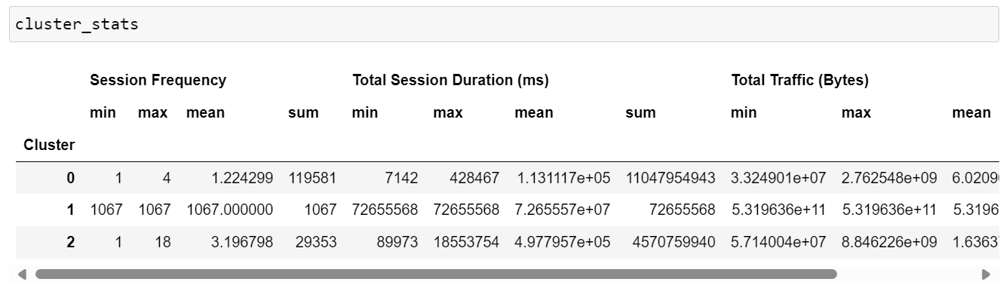 cluster_stats
Session Frequency Total Session Duration (ms) Total Traffic (Bytes)
min max mean sum min max mean sum min max mean
Cluster
0 1 4 1.224299 119581 7142 428467 1.131117e+05 11047954943 3.324901e+07 2.762548e+09 6.0209
1 1067 1067 1067.000000 1067 72655568 72655568 7.265557e+07 72655568 5.319636e+11 5.319636e+11 5.3196
2 1 18 3.196798 29353 89973 18553754 4.977957e+05 4570759940 5.714004e+07 8.846226e+09 1.6363